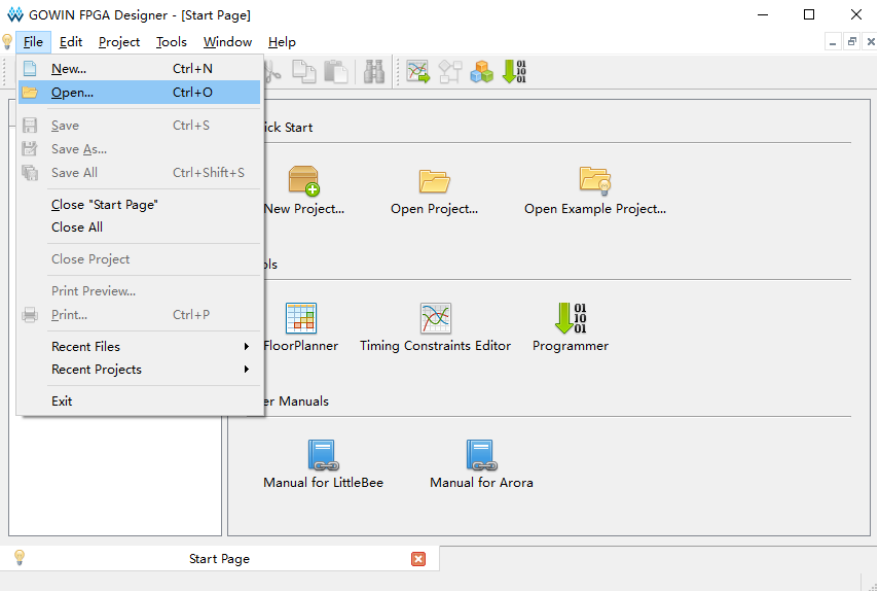 GOWIN FPGA Designer - [Start Page]
File Edit Project Tools Window Help
New... Ctrl+N
Open... Ctrl+O
Save Ctrl+S
Save As...
Save All Ctrl+Shift+S
Close "Start Page"
Close All
Close Project
Print Preview...
Print... Ctrl+P
Recent Files
Recent Projects
Exit
ick Start
New Project... Open Project... Open Example Project...
ols
FloorPlanner Timing Constraints Editor Programmer
er Manuals
Manual for LittleBee Manual for Arora
Start Page